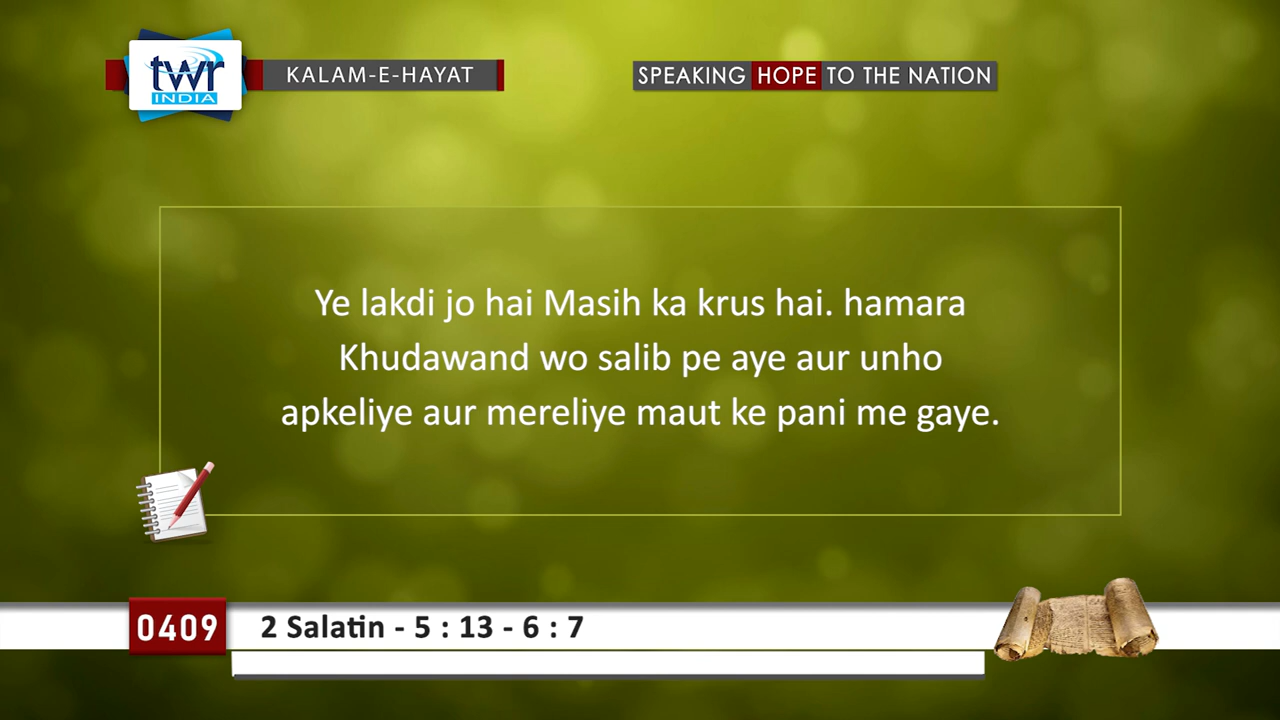 twr
INDIA
KALAM-E-HAYAT
SPEAKING HOPE TO THE NATION
Ye lakdi jo hai Masih ka krus hai. hamara
Khudawand wo salib pe aye aur unho
apkeliye aur mereliye maut ke pani me gaye.
0409
2 Salatin - 5 : 13 - 6 : 7